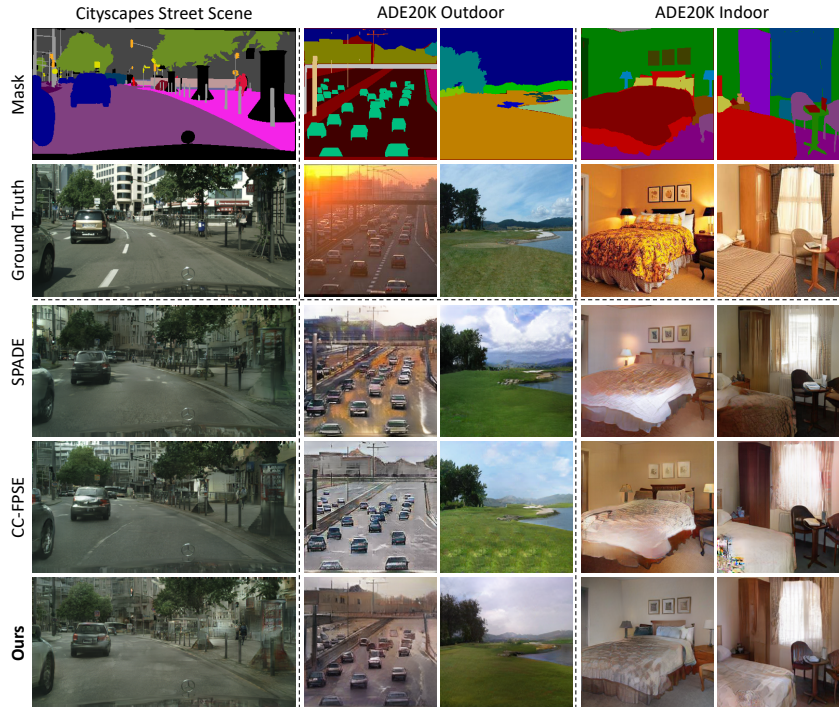 Cityscapes Street Scene
ADE20K Outdoor
ADE20K Indoor
Mask
Ground Truth
SPADE
CC-FPSE
Ours